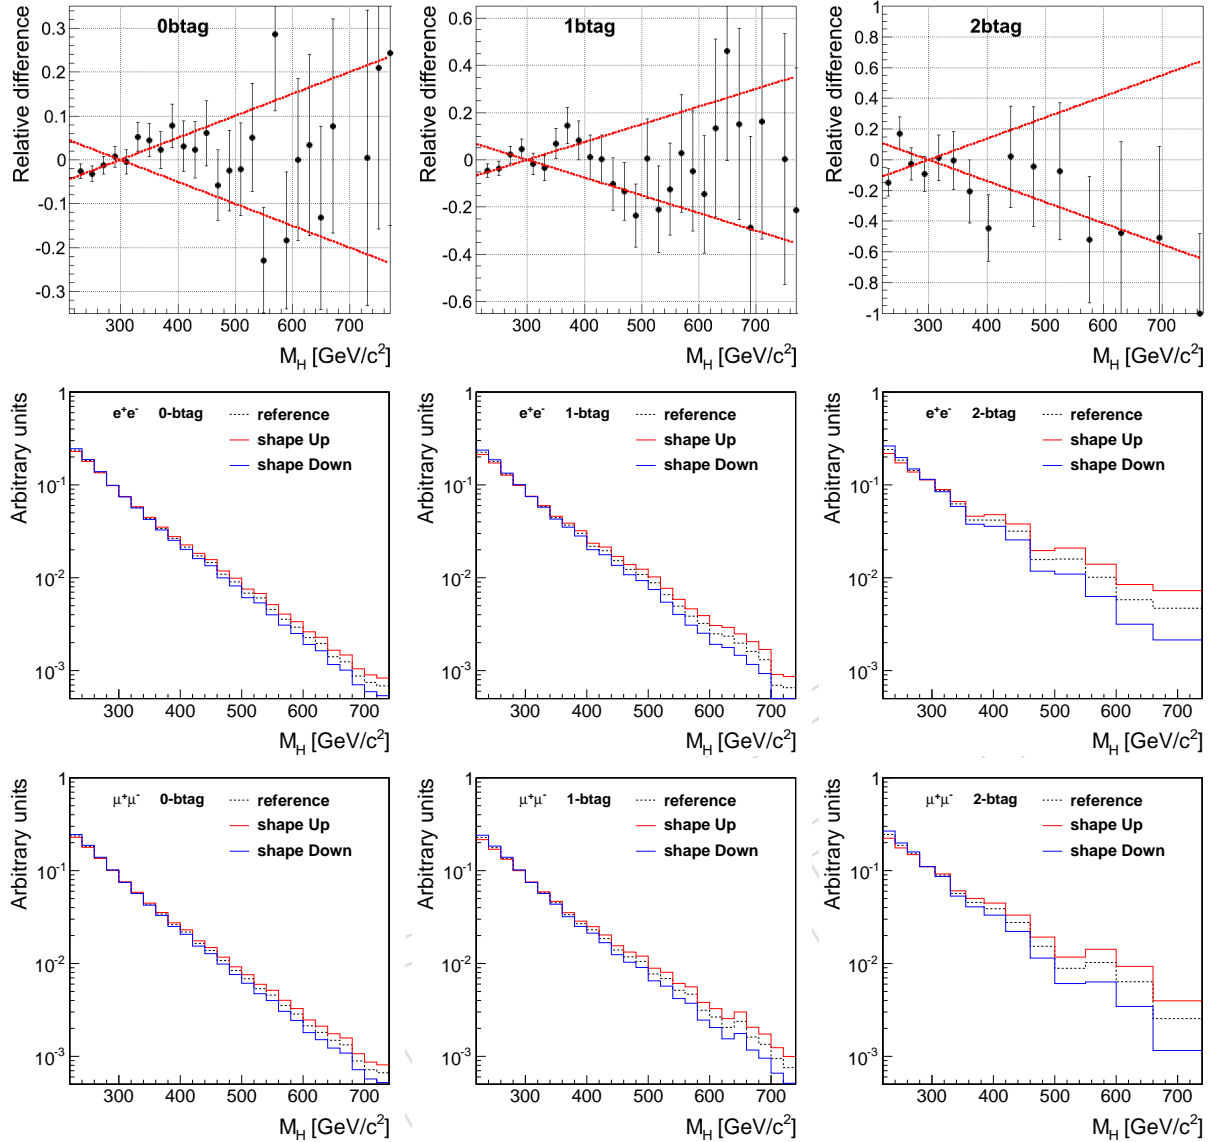 Relative difference
0btag
0.3
0.2
0.1
0
-0.1
-0.2
-0.3
300 400 500 600 700
M_H [GeV/c²]
Relative difference
1btag
0.6
0.4
0.2
0
-0.2
-0.4
-0.6
300 400 500 600 700
M_H [GeV/c²]
Relative difference
2btag
1
0.8
0.6
0.4
0.2
0
-0.2
-0.4
-0.6
-0.8
-1
300 400 500 600 700
M_H [GeV/c²]
Arbitrary units
e⁺e⁻ 0-btag
reference
shape Up
shape Down
1
10⁻¹
10⁻²
10⁻³
300 400 500 600 700
M_H [GeV/c²]
Arbitrary units
e⁺e⁻ 1-btag
reference
shape Up
shape Down
1
10⁻¹
10⁻²
10⁻³
300 400 500 600 700
M_H [GeV/c²]
Arbitrary units
e⁺e⁻ 2-btag
reference
shape Up
shape Down
1
10⁻¹
10⁻²
10⁻³
300 400 500 600 700
M_H [GeV/c²]
Arbitrary units
μ⁺μ⁻ 0-btag
reference
shape Up
shape Down
1
10⁻¹
10⁻²
10⁻³
300 400 500 600 700
M_H [GeV/c²]
Arbitrary units
μ⁺μ⁻ 1-btag
reference
shape Up
shape Down
1
10⁻¹
10⁻²
10⁻³
300 400 500 600 700
M_H [GeV/c²]
Arbitrary units
μ⁺μ⁻ 2-btag
reference
shape Up
shape Down
1
10⁻¹
10⁻²
10⁻³
300 400 500 600 700
M_H [GeV/c²]